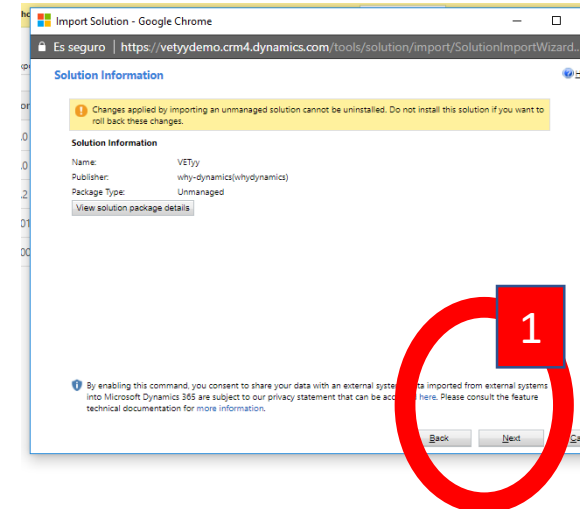 Import Solution - Google Chrome
Es seguro | https://vetyydemo.crm4.dynamics.com/tools/solution/import/SolutionImportWizard...
Solution Information
Changes applied by importing an unmanaged solution cannot be uninstalled. Do not install this solution if you want to
roll back these changes.
Solution Information
Name: VETyy
Publisher: why-dynamics(whydynamics)
Package Type: Unmanaged
View solution package details
1
By enabling this command, you consent to share your data with an external system imported from external systems
into Microsoft Dynamics 365 are subject to our privacy statement that can be here. Please consult the feature
technical documentation for more information.
Back Next